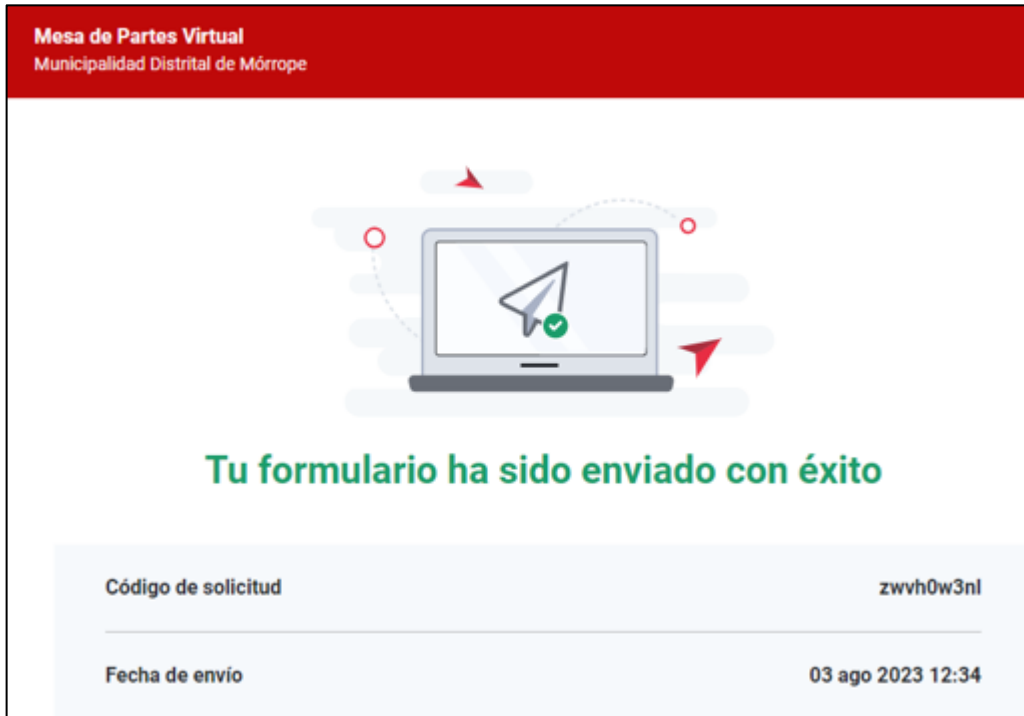 Mesa de Partes Virtual
Municipalidad Distrital de Mórrope
Tu formulario ha sido enviado con éxito
Código de solicitud zwvh0w3nl
Fecha de envío 03 ago 2023 12:34